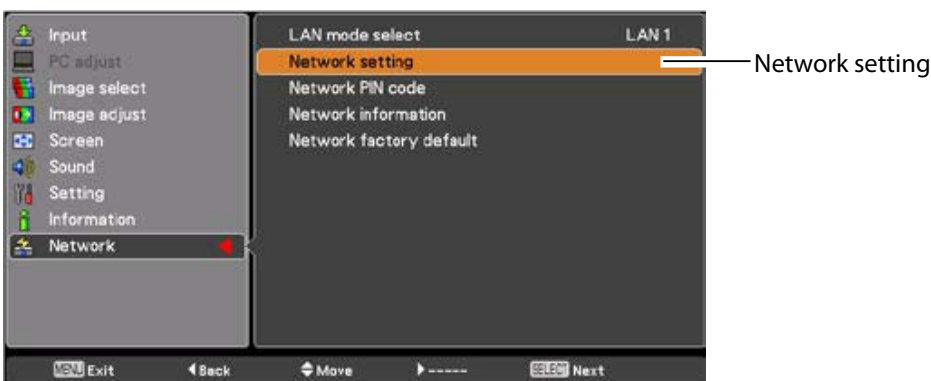 Input
PC adjust
Image select
Image adjust
Screen
Sound
Setting
Information
Network
LAN mode select LAN 1
Network setting
Network PIN code
Network information
Network factory default
Network setting
MENU Exit Back Move ----- SELECT Next